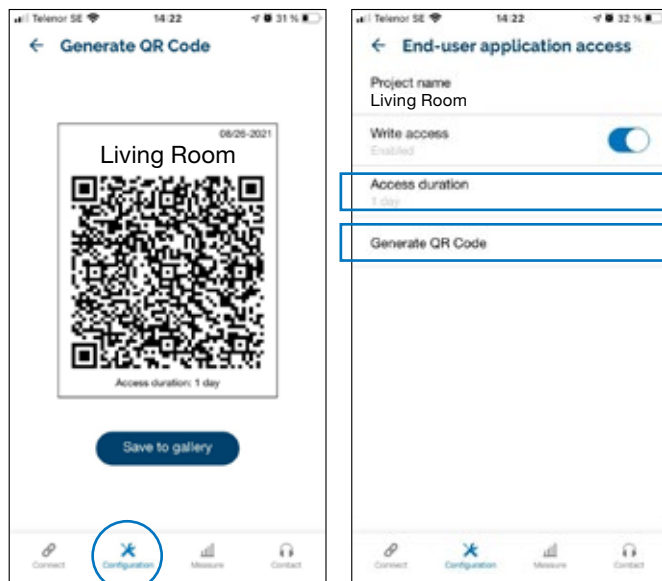 Telenor SE 14:22 31 %
← Generate QR Code
08/26-2021
Living Room
Access duration: 1 day
Save to gallery
Connect Configuration Measure Contact
Telenor SE 14:22 32 %
← End-user application access
Project name
Living Room
Write access
Enabled
Access duration
1 day
Generate QR Code
Connect Configuration Measure Contact